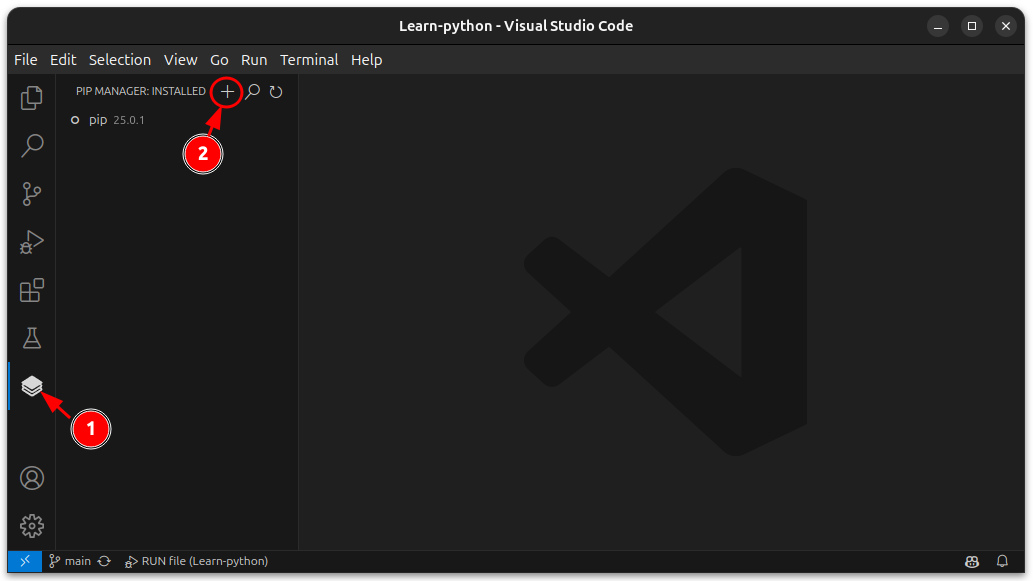 Learn-python - Visual Studio Code
File Edit Selection View Go Run Terminal Help
PIP MANAGER: INSTALLED
pip 25.0.1
2
1
main RUN file (Learn-python)